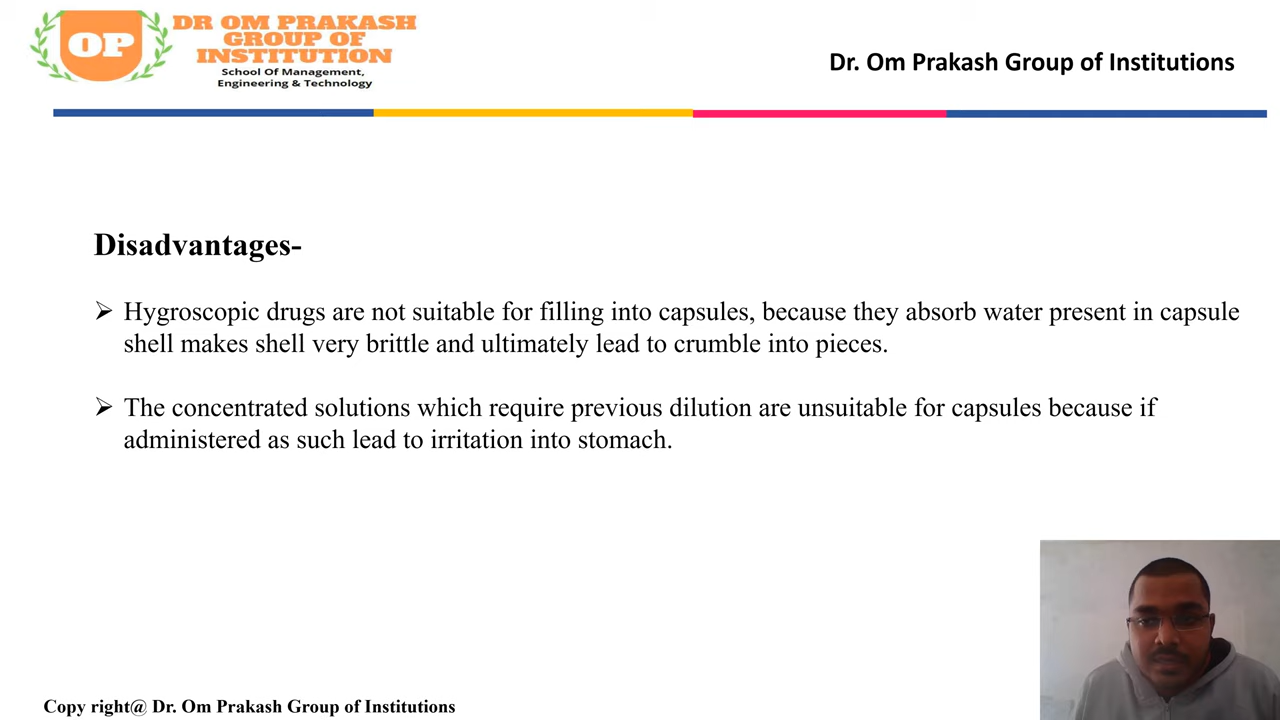 OP
DR OM PRAKASH
GROUP OF
INSTITUTION
School Of Management,
Engineering & Technology
Dr. Om Prakash Group of Institutions
Disadvantages-
Hygroscopic drugs are not suitable for filling into capsules, because they absorb water present in capsule
shell makes shell very brittle and ultimately lead to crumble into pieces.
The concentrated solutions which require previous dilution are unsuitable for capsules because if
administered as such lead to irritation into stomach.
Copy right@ Dr. Om Prakash Group of Institutions